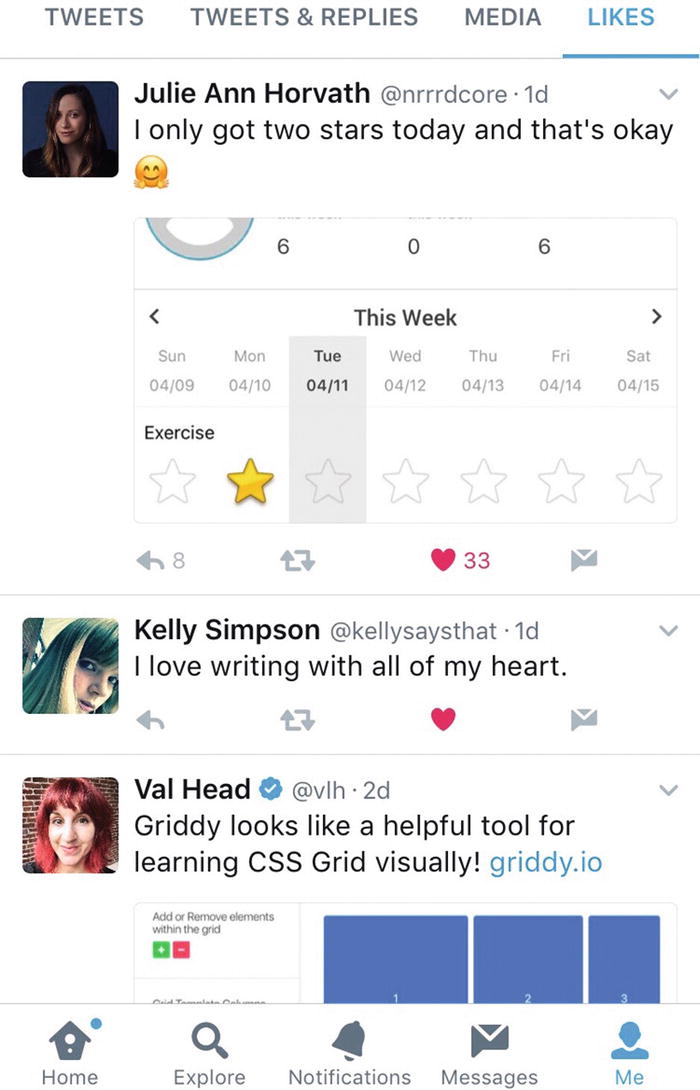 TWEETS TWEETS & REPLIES MEDIA LIKES
Julie Ann Horvath @nrrrdcore · 1d
I only got two stars today and that's okay
🤗
6 0 6
This Week
Sun Mon Tue Wed Thu Fri Sat
04/09 04/10 04/11 04/12 04/13 04/14 04/15
Exercise
8 33
Kelly Simpson @kellysaysthat · 1d
I love writing with all of my heart.
Val Head @vlh · 2d
Griddy looks like a helpful tool for
learning CSS Grid visually! griddy.io
Add or Remove elements
within the grid
+ −
1 2 3
Grid Template Columns
Home Explore Notifications Messages Me